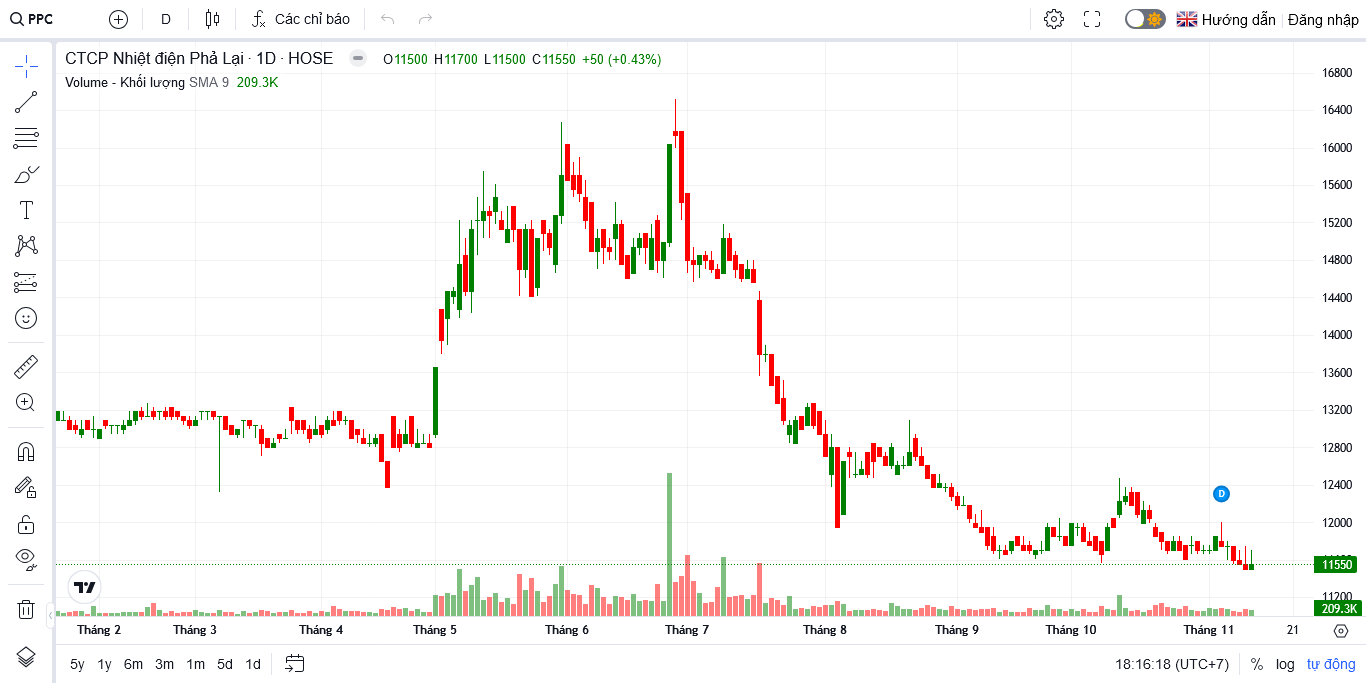 PPC D Các chỉ báo Hướng dẫn Đăng nhập
CTCP Nhiệt điện Phả Lại · 1D · HOSE O11500 H11700 L11500 C11550 +50 (+0.43%)
Volume - Khối lượng SMA 9 209.3K
16800
16400
16000
15600
15200
14800
14400
14000
13600
13200
12800
12400
D
12000
11550
11200
209.3K
Tháng 2 Tháng 3 Tháng 4 Tháng 5 Tháng 6 Tháng 7 Tháng 8 Tháng 9 Tháng 10 Tháng 11 21
5y 1y 6m 3m 1m 5d 1d 18:16:18 (UTC+7) % log tự động